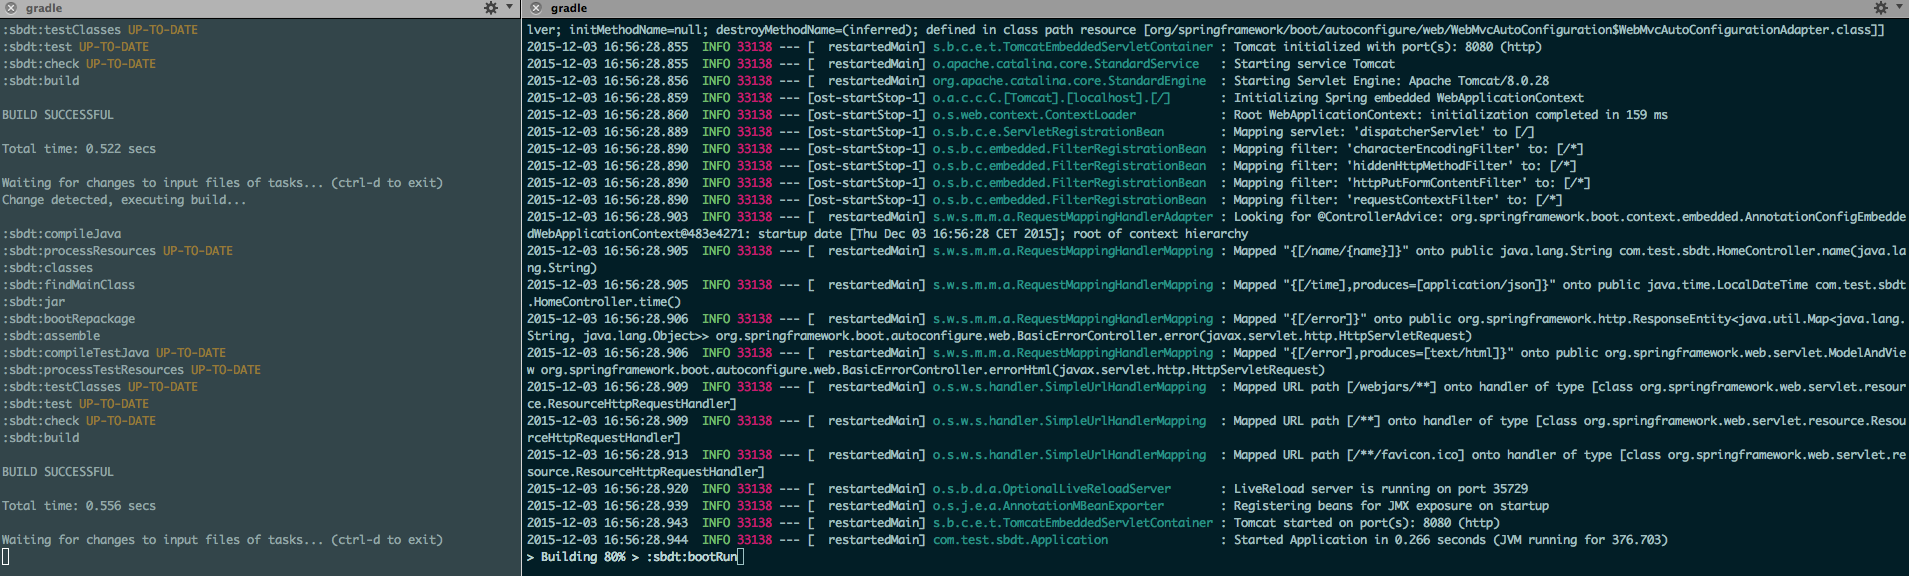 gradle
:sbdt:testClasses UP-TO-DATE
:sbdt:test UP-TO-DATE
:sbdt:check UP-TO-DATE
:sbdt:build
BUILD SUCCESSFUL
Total time: 0.522 secs
Waiting for changes to input files of tasks... (ctrl-d to exit)
Change detected, executing build...
:sbdt:compileJava
:sbdt:processResources UP-TO-DATE
:sbdt:classes
:sbdt:findMainClass
:sbdt:jar
:sbdt:bootRepackage
:sbdt:assemble
:sbdt:compileTestJava UP-TO-DATE
:sbdt:processTestResources UP-TO-DATE
:sbdt:testClasses UP-TO-DATE
:sbdt:test UP-TO-DATE
:sbdt:check UP-TO-DATE
:sbdt:build
BUILD SUCCESSFUL
Total time: 0.556 secs
Waiting for changes to input files of tasks... (ctrl-d to exit)
gradle
lver; initMethodName=null; destroyMethodName=(inferred); defined in class path resource [org/springframework/boot/autoconfigure/web/WebMvcAutoConfiguration$WebMvcAutoConfigurationAdapter.class]]
2015-12-03 16:56:28.855  INFO 33138 --- [  restartedMain] s.b.c.e.t.TomcatEmbeddedServletContainer : Tomcat initialized with port(s): 8080 (http)
2015-12-03 16:56:28.855  INFO 33138 --- [  restartedMain] o.apache.catalina.core.StandardService   : Starting service Tomcat
2015-12-03 16:56:28.856  INFO 33138 --- [  restartedMain] org.apache.catalina.core.StandardEngine  : Starting Servlet Engine: Apache Tomcat/8.0.28
2015-12-03 16:56:28.859  INFO 33138 --- [ost-startStop-1] o.a.c.c.C.[Tomcat].[localhost].[/]       : Initializing Spring embedded WebApplicationContext
2015-12-03 16:56:28.860  INFO 33138 --- [ost-startStop-1] o.s.web.context.ContextLoader            : Root WebApplicationContext: initialization completed in 159 ms
2015-12-03 16:56:28.889  INFO 33138 --- [ost-startStop-1] o.s.b.c.e.ServletRegistrationBean        : Mapping servlet: 'dispatcherServlet' to [/]
2015-12-03 16:56:28.890  INFO 33138 --- [ost-startStop-1] o.s.b.c.embedded.FilterRegistrationBean  : Mapping filter: 'characterEncodingFilter' to: [/*]
2015-12-03 16:56:28.890  INFO 33138 --- [ost-startStop-1] o.s.b.c.embedded.FilterRegistrationBean  : Mapping filter: 'hiddenHttpMethodFilter' to: [/*]
2015-12-03 16:56:28.890  INFO 33138 --- [ost-startStop-1] o.s.b.c.embedded.FilterRegistrationBean  : Mapping filter: 'httpPutFormContentFilter' to: [/*]
2015-12-03 16:56:28.890  INFO 33138 --- [ost-startStop-1] o.s.b.c.embedded.FilterRegistrationBean  : Mapping filter: 'requestContextFilter' to: [/*]
2015-12-03 16:56:28.903  INFO 33138 --- [  restartedMain] s.w.s.m.m.a.RequestMappingHandlerAdapter : Looking for @ControllerAdvice: org.springframework.boot.context.embedded.AnnotationConfigEmbedde
dWebApplicationContext@483e4271: startup date [Thu Dec 03 16:56:28 CET 2015]; root of context hierarchy
2015-12-03 16:56:28.905  INFO 33138 --- [  restartedMain] s.w.s.m.m.a.RequestMappingHandlerMapping : Mapped "{[/name/{name}]}" onto public java.lang.String com.test.sbdt.HomeController.name(java.la
ng.String)
2015-12-03 16:56:28.905  INFO 33138 --- [  restartedMain] s.w.s.m.m.a.RequestMappingHandlerMapping : Mapped "{[/time],produces=[application/json]}" onto public java.time.LocalDateTime com.test.sbdt
.HomeController.time()
2015-12-03 16:56:28.906  INFO 33138 --- [  restartedMain] s.w.s.m.m.a.RequestMappingHandlerMapping : Mapped "{[/error]}" onto public org.springframework.http.ResponseEntity<java.util.Map<java.lang.
String, java.lang.Object>> org.springframework.boot.autoconfigure.web.BasicErrorController.error(javax.servlet.http.HttpServletRequest)
2015-12-03 16:56:28.906  INFO 33138 --- [  restartedMain] s.w.s.m.m.a.RequestMappingHandlerMapping : Mapped "{[/error],produces=[text/html]}" onto public org.springframework.web.servlet.ModelAndVie
w org.springframework.boot.autoconfigure.web.BasicErrorController.errorHtml(javax.servlet.http.HttpServletRequest)
2015-12-03 16:56:28.909  INFO 33138 --- [  restartedMain] o.s.w.s.handler.SimpleUrlHandlerMapping  : Mapped URL path [/webjars/**] onto handler of type [class org.springframework.web.servlet.resour
ce.ResourceHttpRequestHandler]
2015-12-03 16:56:28.909  INFO 33138 --- [  restartedMain] o.s.w.s.handler.SimpleUrlHandlerMapping  : Mapped URL path [/**] onto handler of type [class org.springframework.web.servlet.resource.Resou
rceHttpRequestHandler]
2015-12-03 16:56:28.913  INFO 33138 --- [  restartedMain] o.s.w.s.handler.SimpleUrlHandlerMapping  : Mapped URL path [/**/favicon.ico] onto handler of type [class org.springframework.web.servlet.re
source.ResourceHttpRequestHandler]
2015-12-03 16:56:28.920  INFO 33138 --- [  restartedMain] o.s.b.d.a.OptionalLiveReloadServer       : LiveReload server is running on port 35729
2015-12-03 16:56:28.939  INFO 33138 --- [  restartedMain] o.s.j.e.a.AnnotationMBeanExporter        : Registering beans for JMX exposure on startup
2015-12-03 16:56:28.943  INFO 33138 --- [  restartedMain] s.b.c.e.t.TomcatEmbeddedServletContainer : Tomcat started on port(s): 8080 (http)
2015-12-03 16:56:28.944  INFO 33138 --- [  restartedMain] com.test.sbdt.Application                : Started Application in 0.266 seconds (JVM running for 376.703)
> Building 80% > :sbdt:bootRun